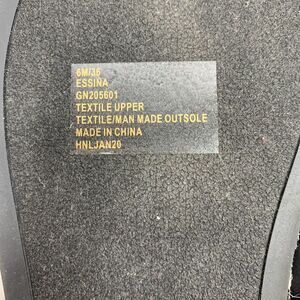 6M/36
ESSINA
GN205601
TEXTILE UPPER
TEXTILE/MAN MADE OUTSOLE
MADE IN CHINA
HNLJAN20